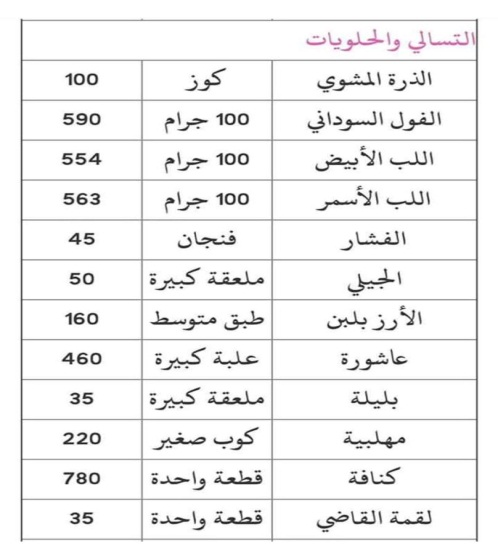 التسالي والحلويات
الذرة المشوي كوز 100
الفول السوداني 100 جرام 590
اللب الأبيض 100 جرام 554
اللب الأسمر 100 جرام 563
الفشار فنجان 45
الجيلي ملعقة كبيرة 50
الأرز بلبن طبق متوسط 160
عاشورة علبة كبيرة 460
بليلة ملعقة كبيرة 35
مهلبية كوب صغير 220
كنافة قطعة واحدة 780
لقمة القاضي قطعة واحدة 35